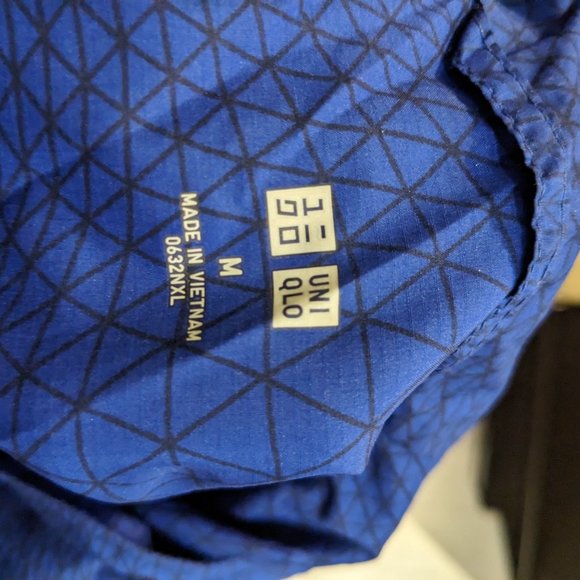 ユニ
クロ
UNI
QLO
M
MADE IN VIETNAM
0632NXL